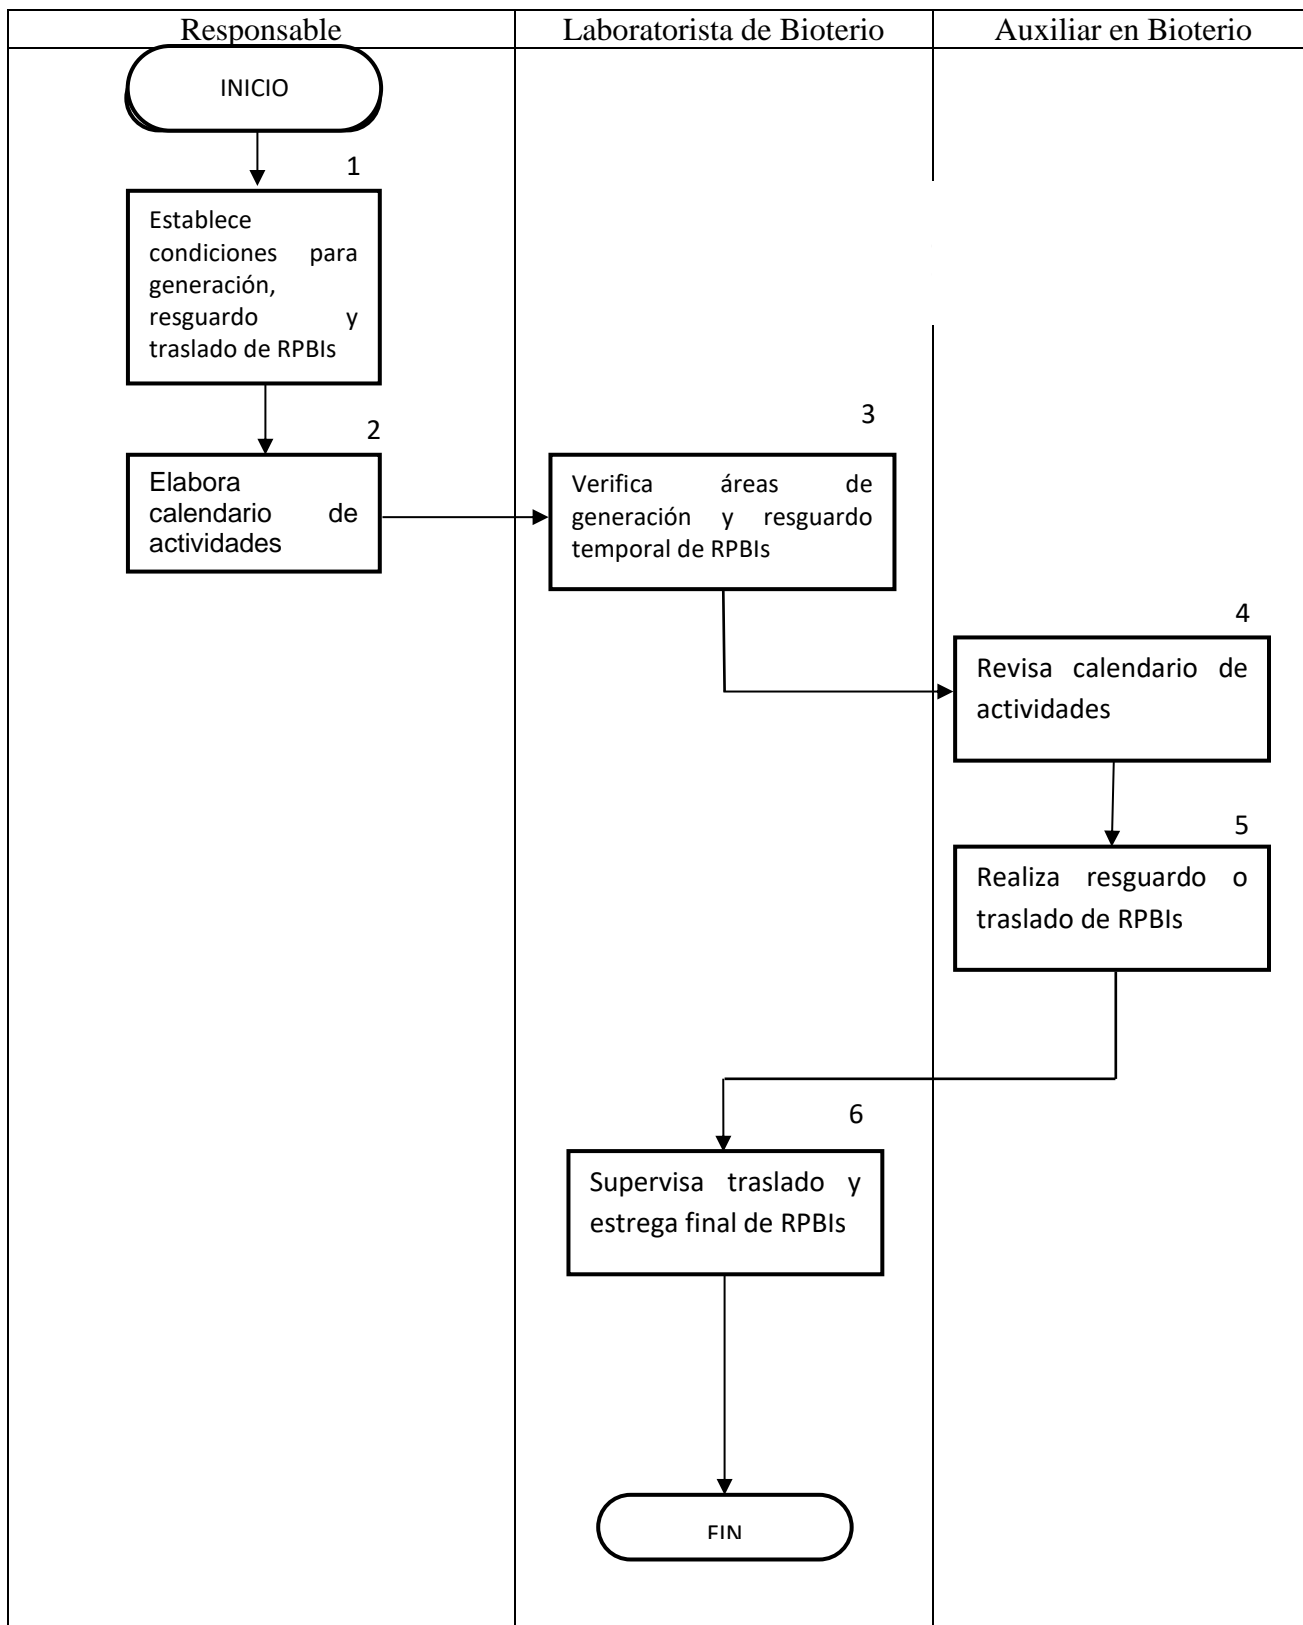 Responsable
Laboratorista de Bioterio
Auxiliar en Bioterio
INICIO
1
Establece
condiciones para
generación,
resguardo y
traslado de RPBIs
2
Elabora
calendario de
actividades
3
Verifica áreas de
generación y resguardo
temporal de RPBIs
4
Revisa calendario de
actividades
5
Realiza resguardo o
traslado de RPBIs
6
Supervisa traslado y
estrega final de RPBIs
FIN